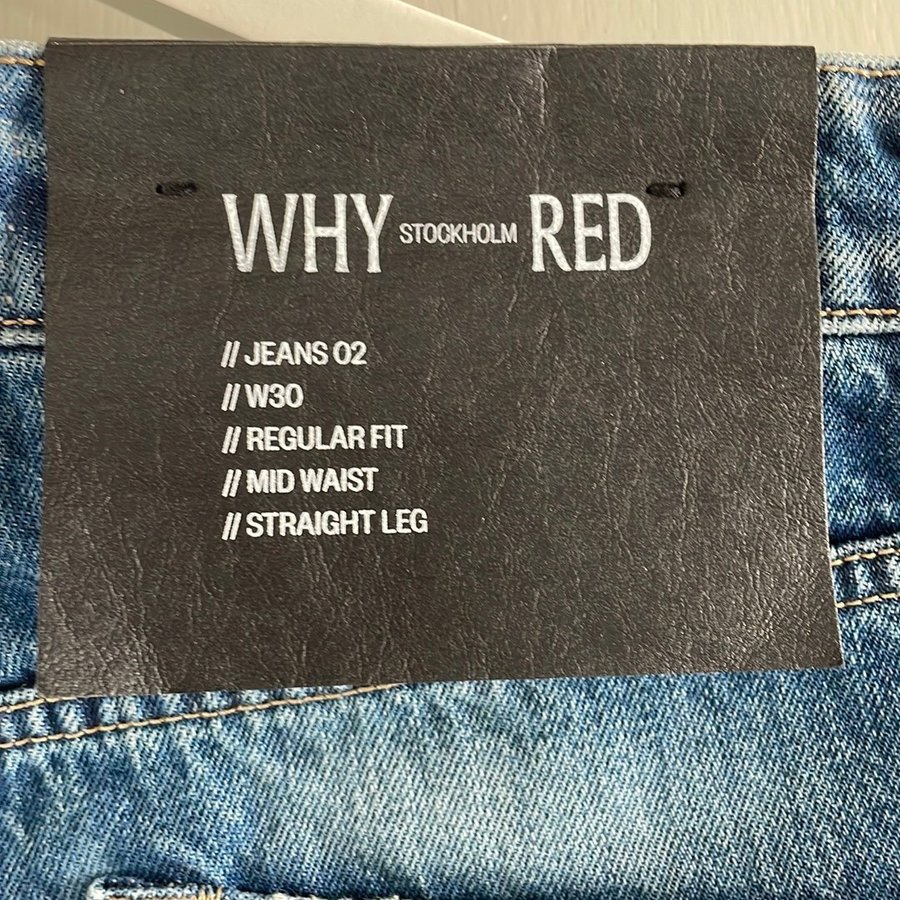 WHY STOCKHOLM RED
// JEANS 02
// W30
// REGULAR FIT
// MID WAIST
// STRAIGHT LEG